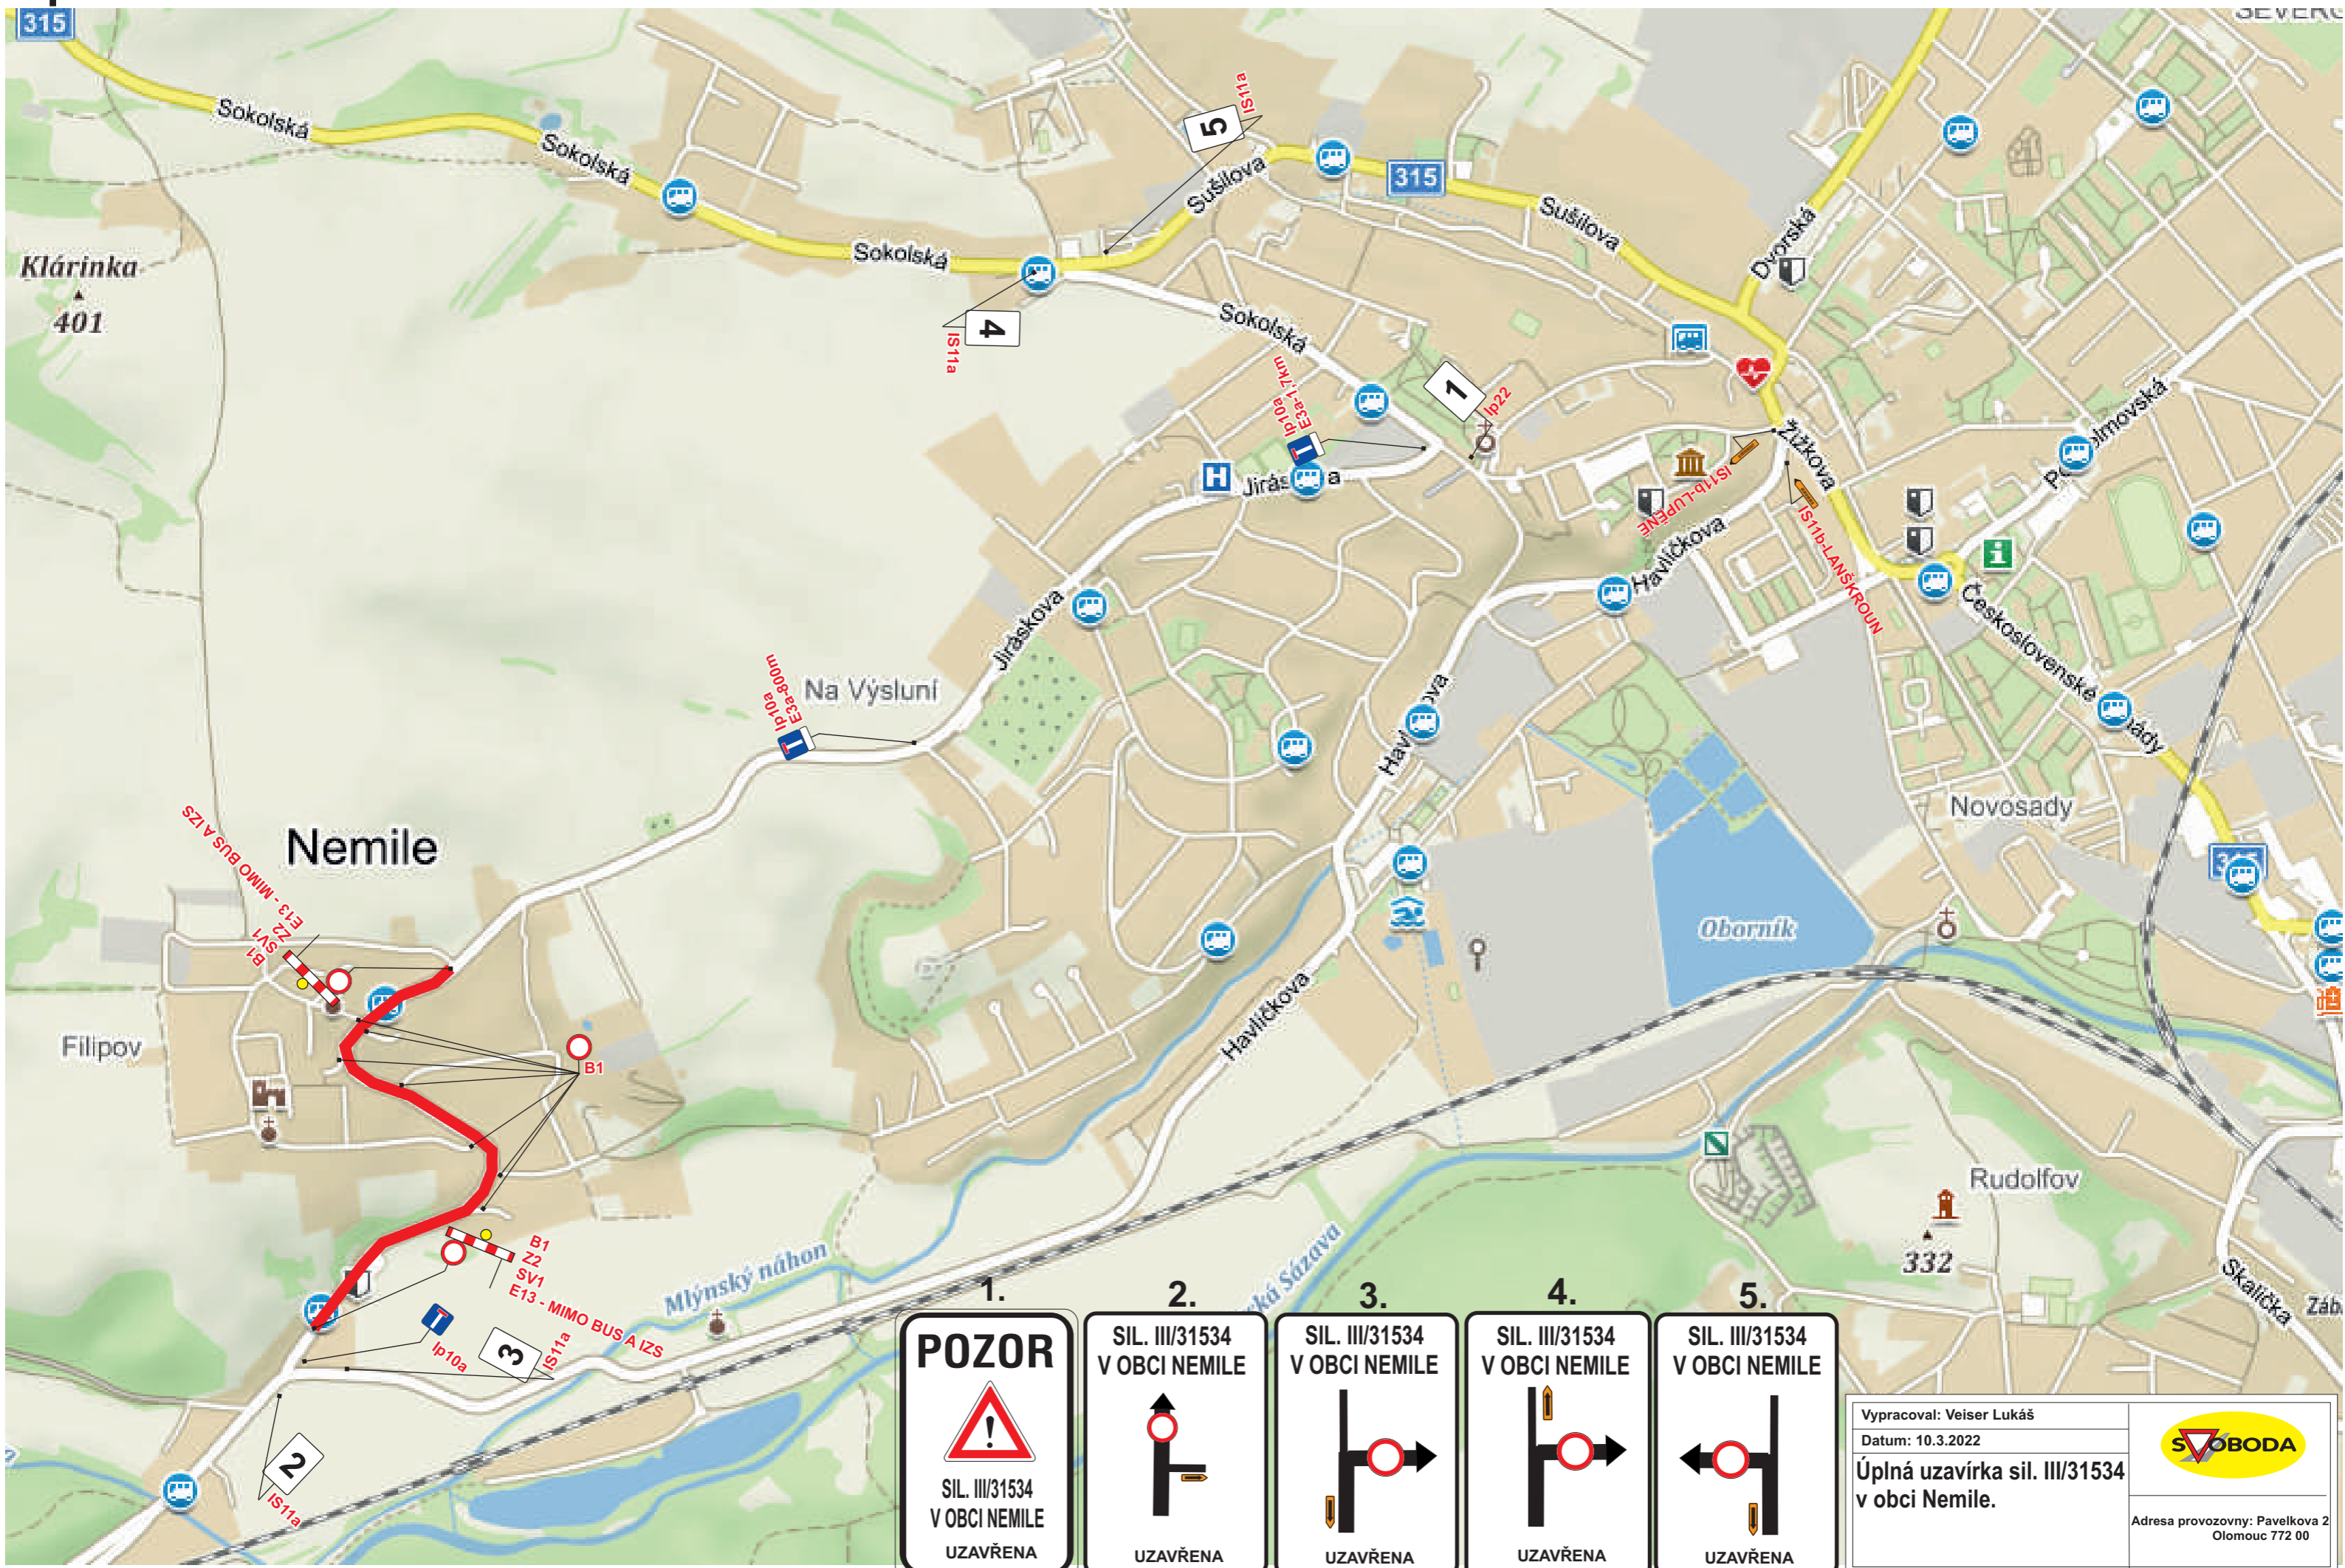 315
Sokolská
Sokolská
Sokolská
Sokolská
Sušilova
315
Sušilova
Dvorská
Klárinka
401
5
IS11a
4
IS11a
Ip10a
E3a-1,7km
1
Ip22
H
Žižkova
IS11b-LUPĚNÉ
IS11b-LANŠKROUN
Havlíčkova
Československé
Jiráskova
Ip10a
E3a-800m
Na Výsluní
Novosady
Nemile
E13 - MIMO BUS A IZS
Z2
SV1
B1
Filipov
B1
Oborník
Havlíčkova
Rudolfov
332
Skalička
Mlýnský náhon
Sázava
B1
Z2
SV1
E13 - MIMO BUS A IZS
Ip10a
3
IS11a
2
IS11a
1.
POZOR
!
SIL. III/31534
V OBCI NEMILE
UZAVŘENA
2.
SIL. III/31534
V OBCI NEMILE
UZAVŘENA
3.
SIL. III/31534
V OBCI NEMILE
UZAVŘENA
4.
SIL. III/31534
V OBCI NEMILE
UZAVŘENA
5.
SIL. III/31534
V OBCI NEMILE
UZAVŘENA
Vypracoval: Veiser Lukáš
Datum: 10.3.2022
Úplná uzavírka sil. III/31534
v obci Nemile.
SVOBODA
Adresa provozovny: Pavelkova 2
Olomouc 772 00